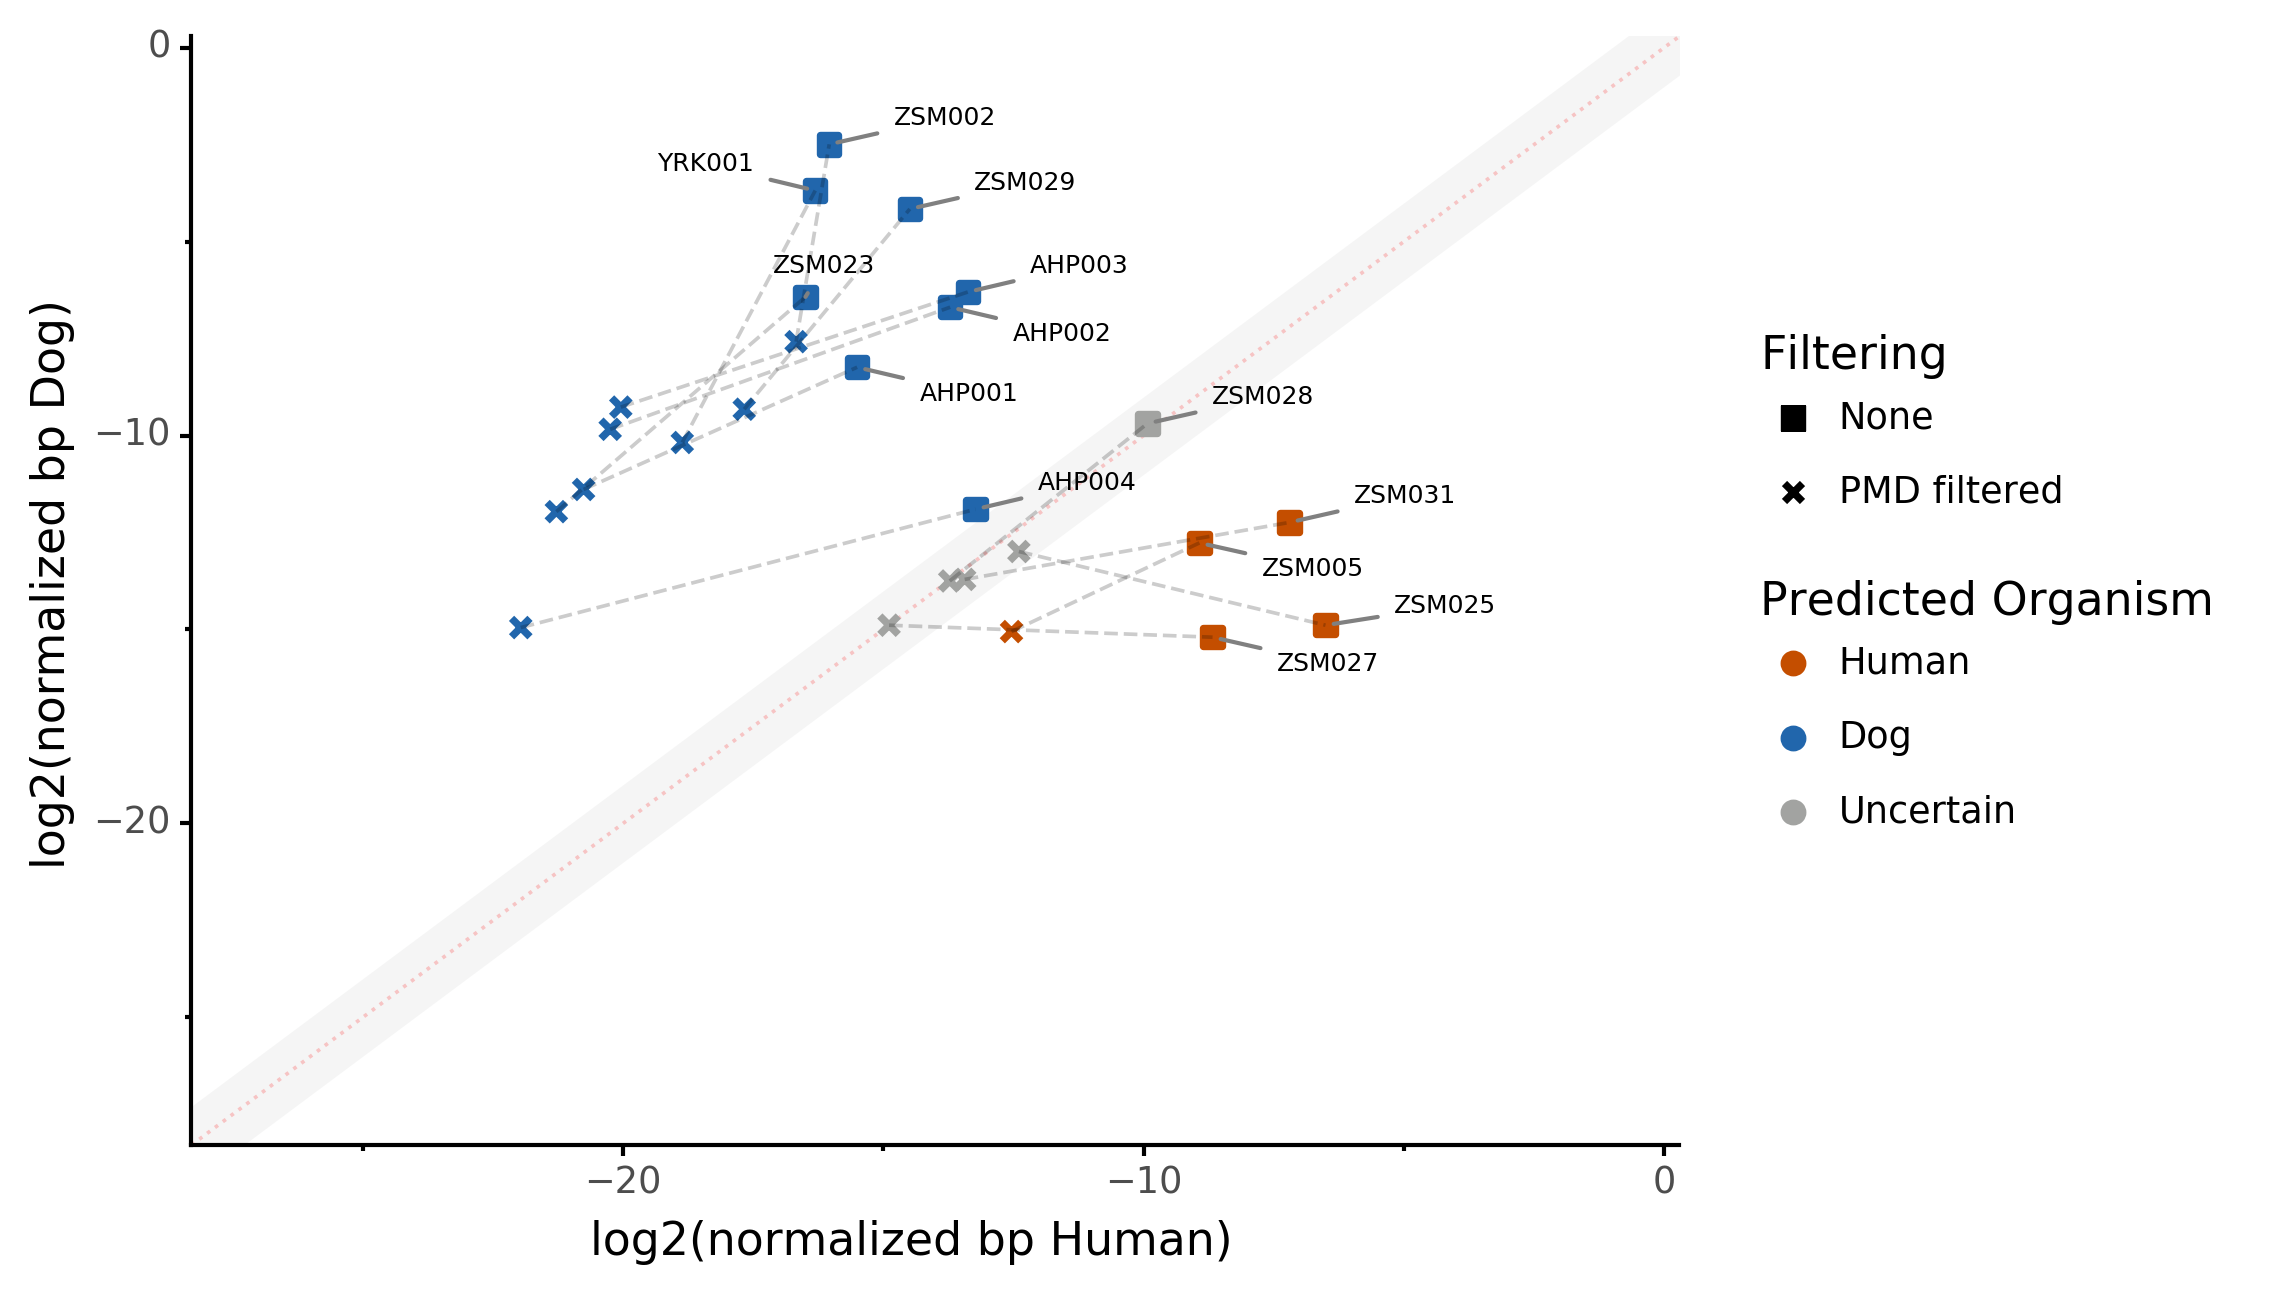 0
−10
−20
log2(normalized bp Dog)
ZSM002
YRK001
ZSM029
ZSM023
AHP003
AHP002
AHP001
ZSM028
AHP004
ZSM031
ZSM005
ZSM025
ZSM027
−20
−10
0
log2(normalized bp Human)
Filtering
None
PMD filtered
Predicted Organism
Human
Dog
Uncertain